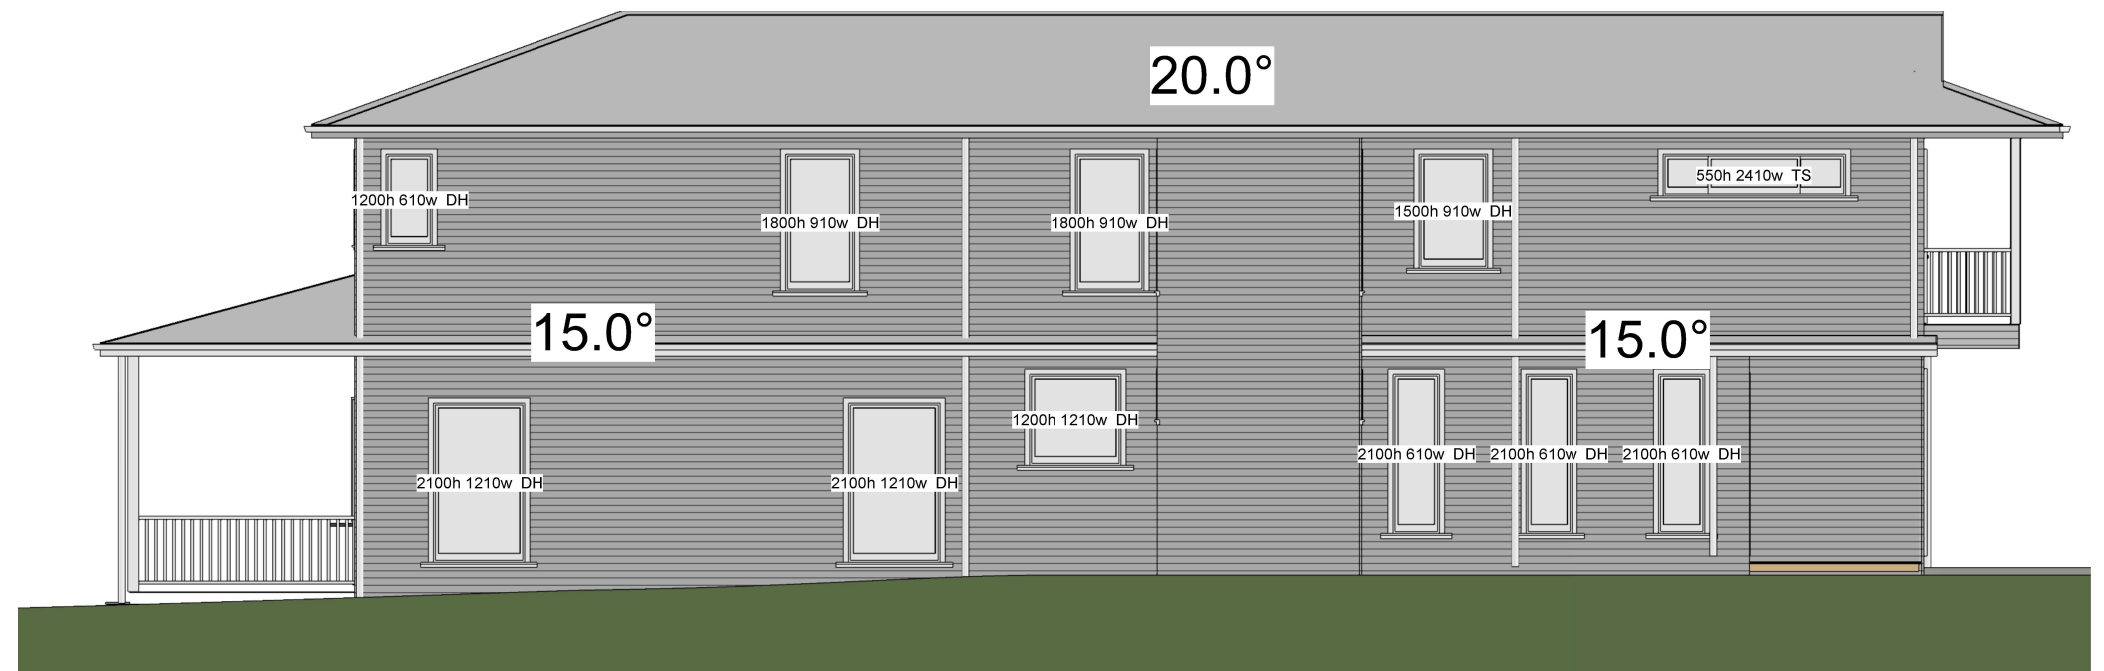 20.0°
1200h 610w DH
1800h 910w DH
1800h 910w DH
1500h 910w DH
550h 2410w TS
15.0°
15.0°
1200h 1210w DH
2100h 1210w DH
2100h 1210w DH
2100h 610w DH
2100h 610w DH
2100h 610w DH